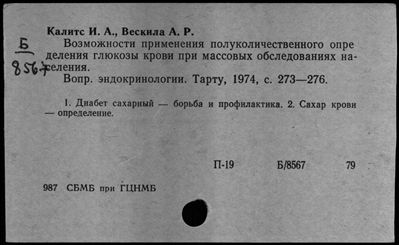 Калитс И. А., Вескила А. Р.
Б
8567
Возможности применения полуколичественного опре
деления глюкозы крови при массовых обследованиях на-
селения.
Вопр. эндокринологии. Тарту, 1974, с. 273—276.
1. Диабет сахарный — борьба и профилактика. 2. Сахар крови
— определение.
П-19 Б/8567 79
987 СБМБ при ГЦНМБ